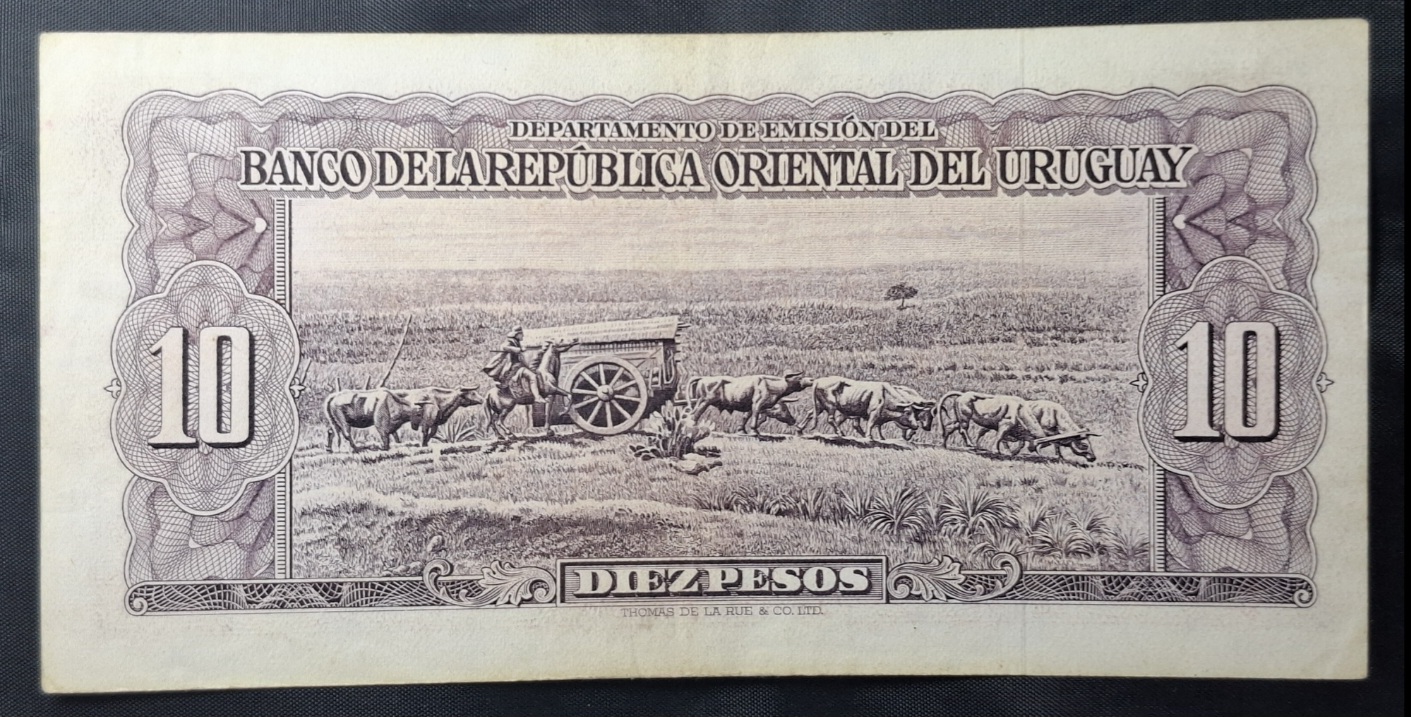 DEPARTAMENTO DE EMISIÓN DEL
BANCO DE LA REPÚBLICA ORIENTAL DEL URUGUAY
10
10
DIEZ PESOS
THOMAS DE LA RUE & CO. LTD.